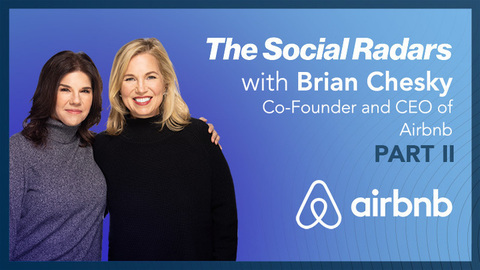 The Social Radars
with Brian Chesky
Co-Founder and CEO of
Airbnb
PART II
airbnb